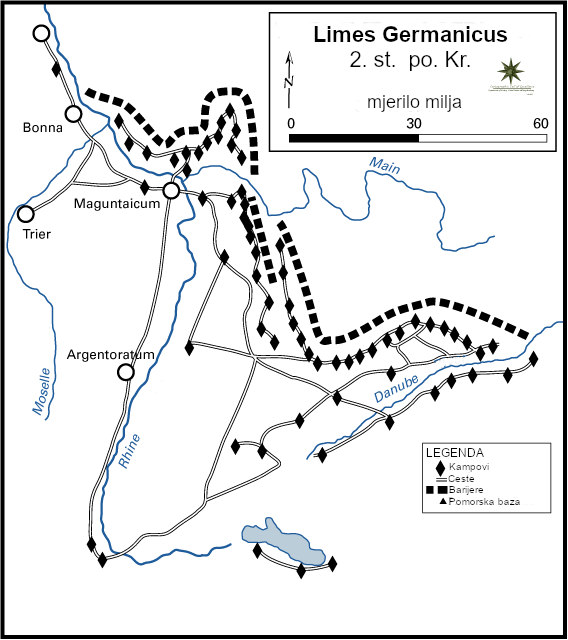 Limes Germanicus
2. st. po. Kr.
N
mjerilo milja
0 30 60
Bonna
Main
Maguntaicum
Trier
Argentoratum
Moselle
Danube
Rhine
LEGENDA
Kampovi
Ceste
Barijere
Pomorska baza